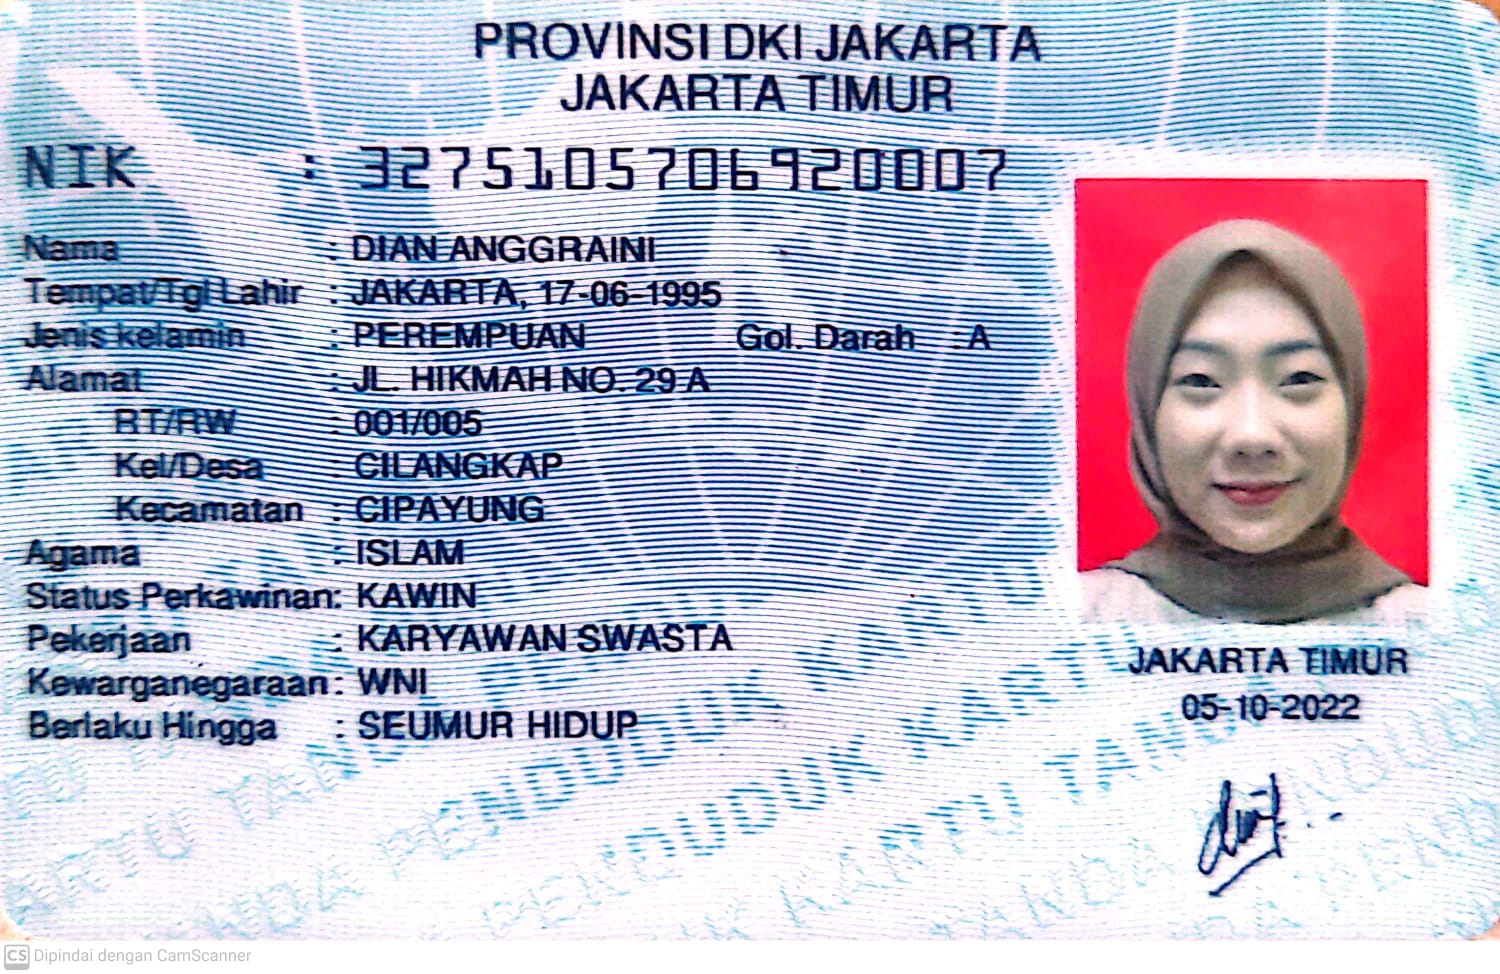 PROVINSI DKI JAKARTA
JAKARTA TIMUR
NIK : 3275105706920007
Nama : DIAN ANGGRAINI
Tempat/Tgl Lahir : JAKARTA, 17-06-1995
Jenis kelamin : PEREMPUAN Gol. Darah : A
Alamat : JL. HIKMAH NO. 29 A
RT/RW : 001/005
Kel/Desa : CILANGKAP
Kecamatan : CIPAYUNG
Agama : ISLAM
Status Perkawinan: KAWIN
Pekerjaan : KARYAWAN SWASTA
Kewarganegaraan: WNI
Berlaku Hingga : SEUMUR HIDUP
JAKARTA TIMUR
05-10-2022
CS Dipindai dengan CamScanner